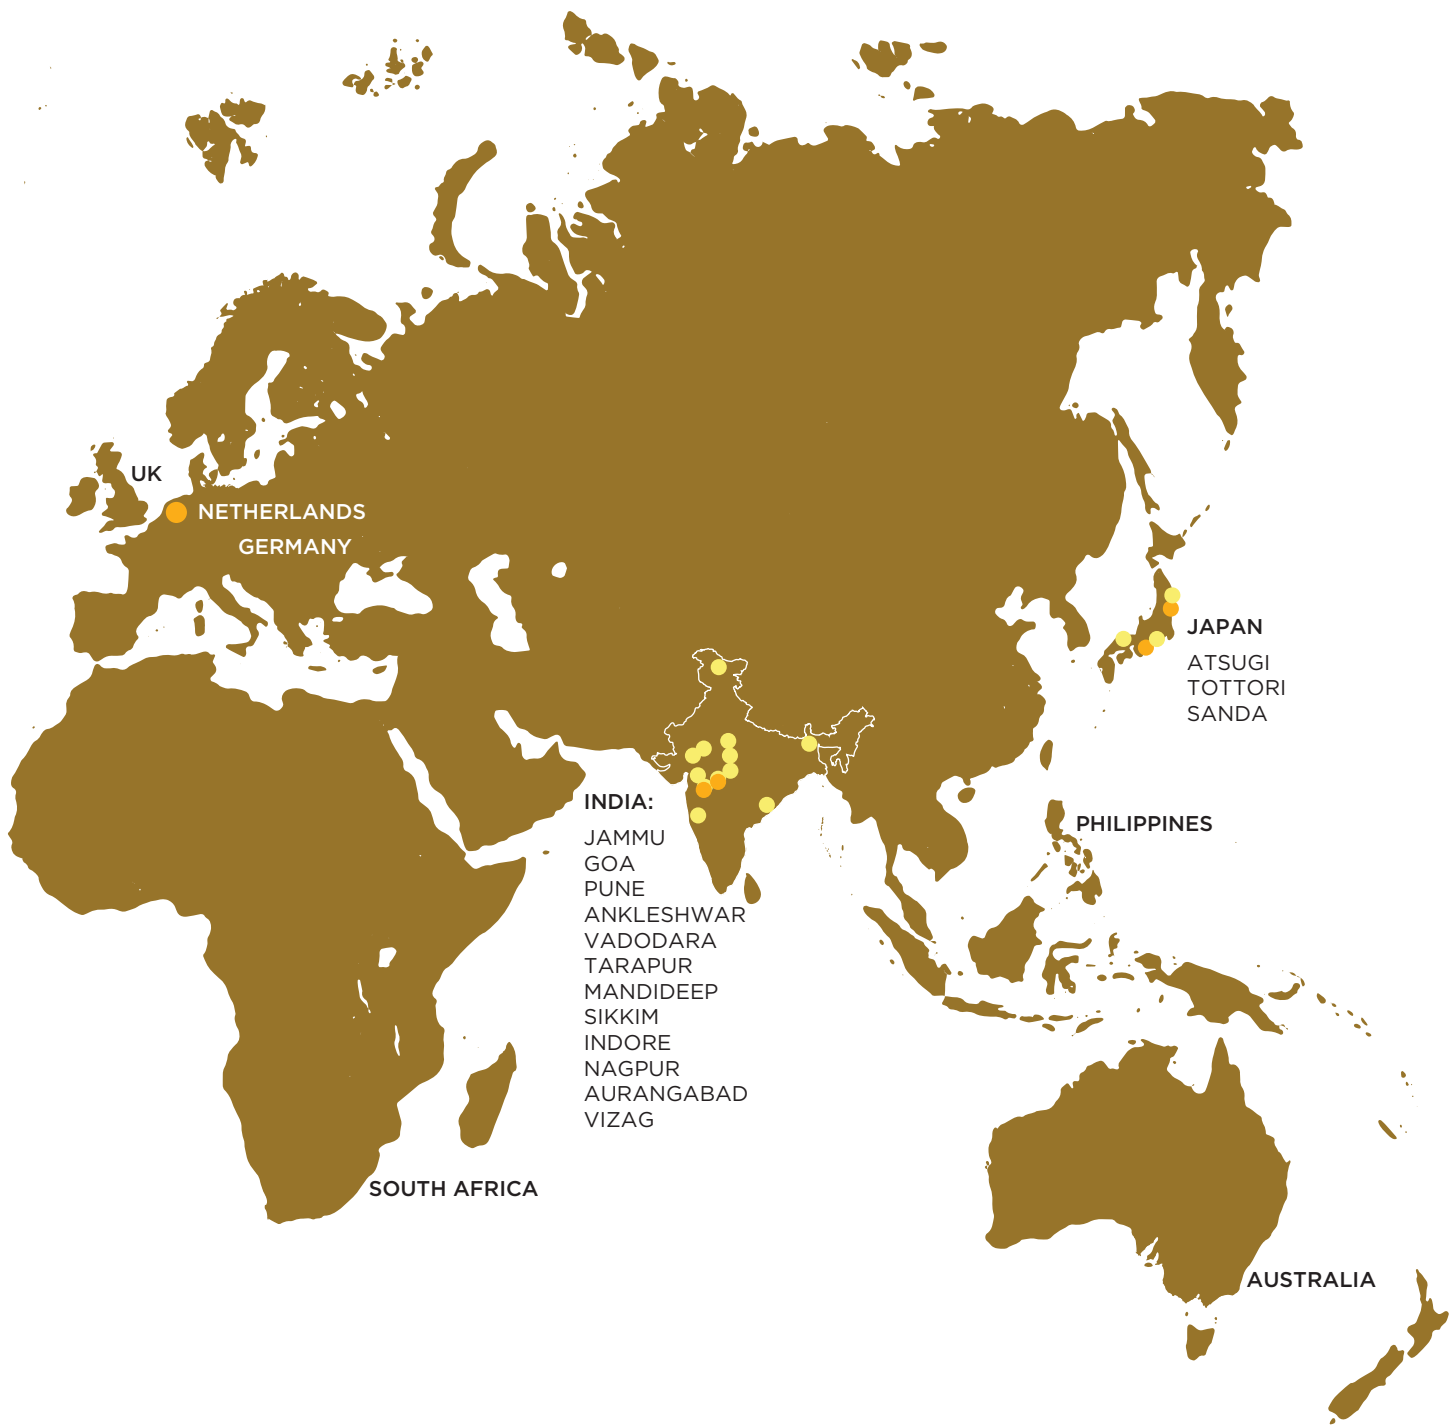 UK
NETHERLANDS
GERMANY
JAPAN
ATSUGI
TOTTORI
SANDA
INDIA:
JAMMU
GOA
PUNE
ANKLESHWAR
VADODARA
TARAPUR
MANDIDEEP
SIKKIM
INDORE
NAGPUR
AURANGABAD
VIZAG
PHILIPPINES
SOUTH AFRICA
AUSTRALIA